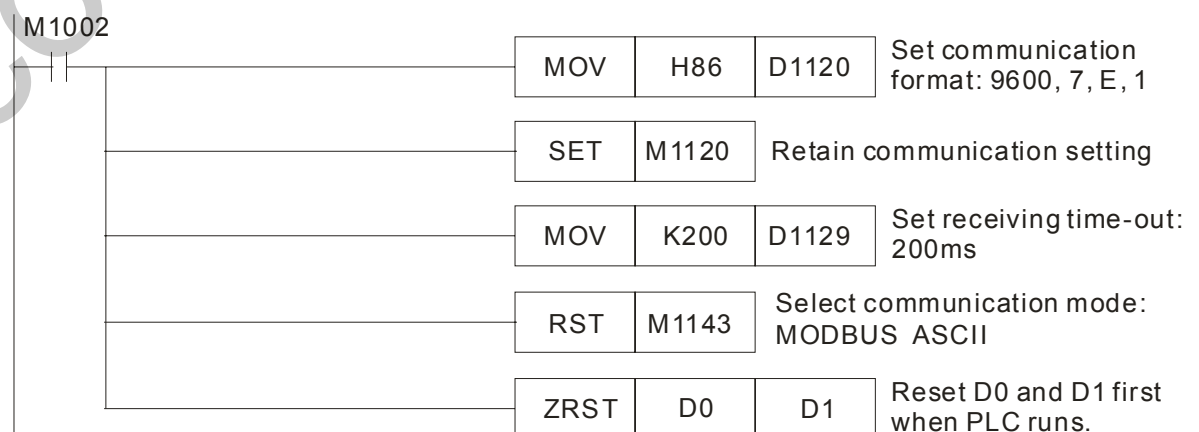 M1002
MOV H86 D1120 Set communication
format: 9600, 7, E, 1
SET M1120 Retain communication setting
MOV K200 D1129 Set receiving time-out:
200ms
RST M1143 Select communication mode:
MODBUS ASCII
ZRST D0 D1 Reset D0 and D1 first
when PLC runs.